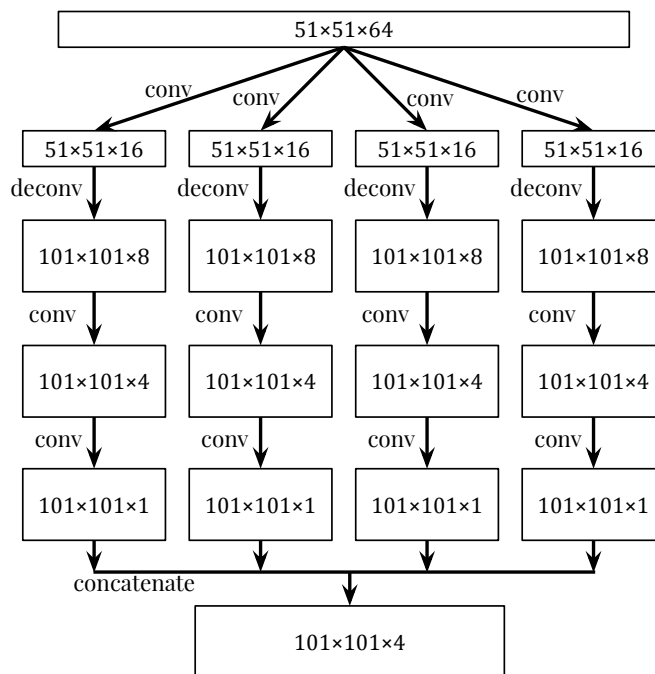 51×51×64
conv conv conv conv
51×51×16 51×51×16 51×51×16 51×51×16
deconv deconv deconv deconv
101×101×8 101×101×8 101×101×8 101×101×8
conv conv conv conv
101×101×4 101×101×4 101×101×4 101×101×4
conv conv conv conv
101×101×1 101×101×1 101×101×1 101×101×1
concatenate
101×101×4